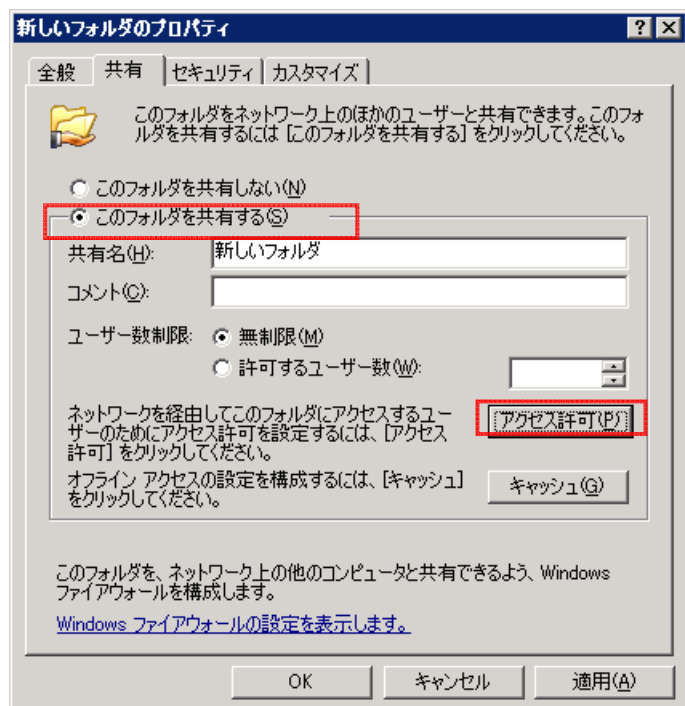 新しいフォルダのプロパティ
全般 共有 セキュリティ カスタマイズ
このフォルダをネットワーク上のほかのユーザーと共有できます。このフォ
ルダを共有するには [このフォルダを共有する] をクリックしてください。
このフォルダを共有しない(N)
このフォルダを共有する(S)
共有名(H): 新しいフォルダ
コメント(C):
ユーザー数制限: 無制限(M)
許可するユーザー数(W):
ネットワークを経由してこのフォルダにアクセスするユー
ザーのためにアクセス許可を設定するには、[アクセス
許可] をクリックしてください。
アクセス許可(P)
オフライン アクセスの設定を構成するには、[キャッシュ]
をクリックしてください。
キャッシュ(G)
このフォルダを、ネットワーク上の他のコンピュータと共有できるよう、Windows
ファイアウォールを構成します。
Windows ファイアウォールの設定を表示します。
OK キャンセル 適用(A)